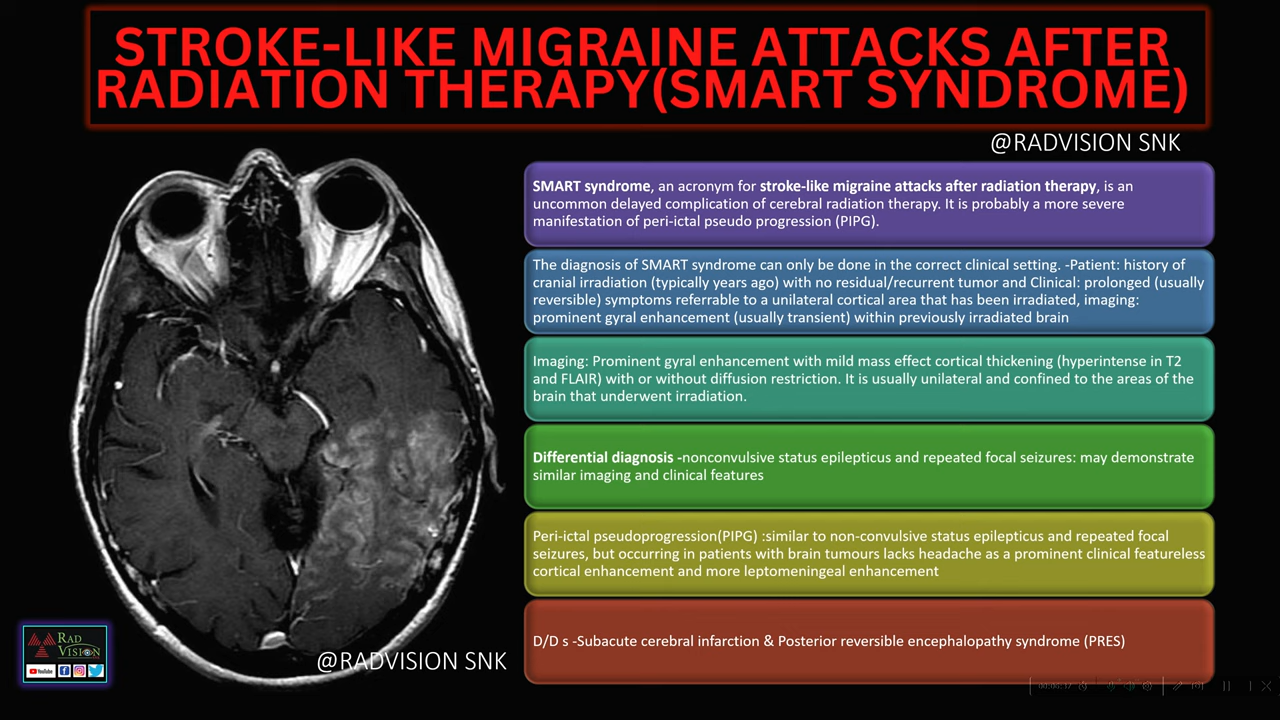 STROKE-LIKE MIGRAINE ATTACKS AFTER
RADIATION THERAPY(SMART SYNDROME)
@RADVISION SNK
SMART syndrome, an acronym for stroke-like migraine attacks after radiation therapy, is an
uncommon delayed complication of cerebral radiation therapy. It is probably a more severe
manifestation of peri-ictal pseudo progression (PIPG).
The diagnosis of SMART syndrome can only be done in the correct clinical setting. -Patient: history of
cranial irradiation (typically years ago) with no residual/recurrent tumor and Clinical: prolonged (usually
reversible) symptoms referrable to a unilateral cortical area that has been irradiated, imaging:
prominent gyral enhancement (usually transient) within previously irradiated brain
Imaging: Prominent gyral enhancement with mild mass effect cortical thickening (hyperintense in T2
and FLAIR) with or without diffusion restriction. It is usually unilateral and confined to the areas of the
brain that underwent irradiation.
Differential diagnosis -nonconvulsive status epilepticus and repeated focal seizures: may demonstrate
similar imaging and clinical features
Peri-ictal pseudoprogression(PIPG) :similar to non-convulsive status epilepticus and repeated focal
seizures, but occurring in patients with brain tumours lacks headache as a prominent clinical featureless
cortical enhancement and more leptomeningeal enhancement
D/D s -Subacute cerebral infarction & Posterior reversible encephalopathy syndrome (PRES)
RAD
VISION
YouTube
@RADVISION SNK